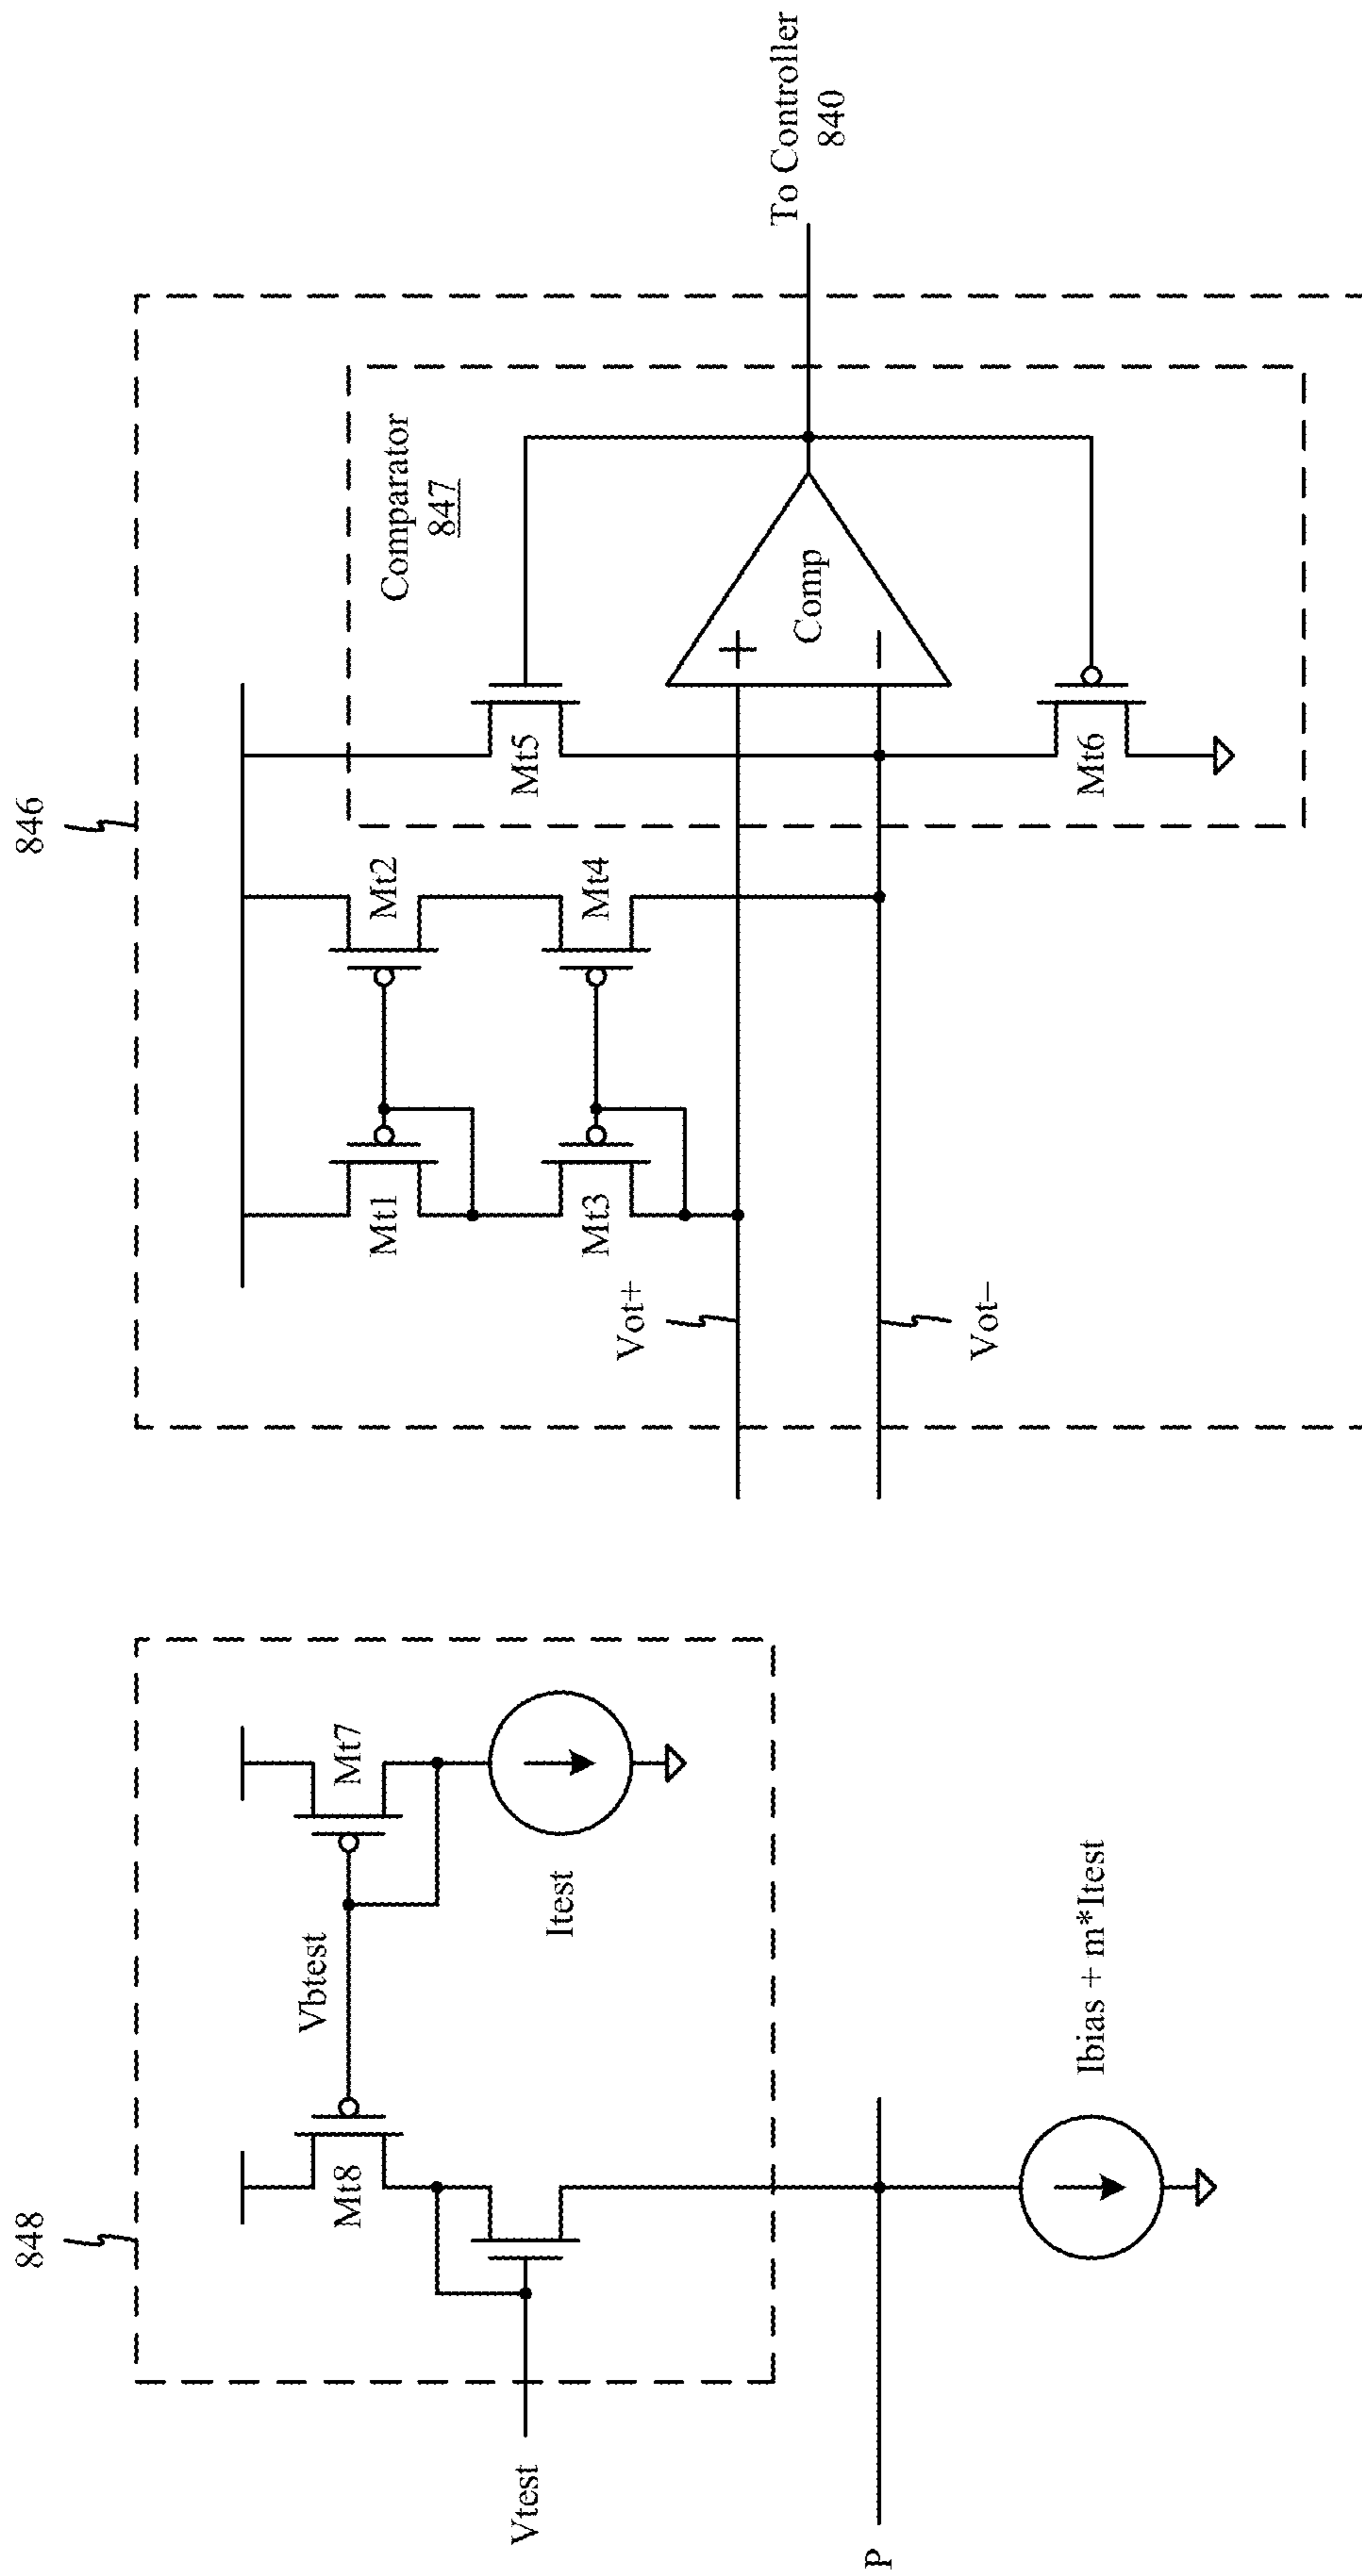 848
Vtest
Mt8
Vbtest
Mt7
Itest
P
Ibias + m*Itest
846
Vot+
Vot−
Mt1
Mt2
Mt3
Mt4
Comparator
847
Mt5
+
Comp
−
Mt6
To Controller
840